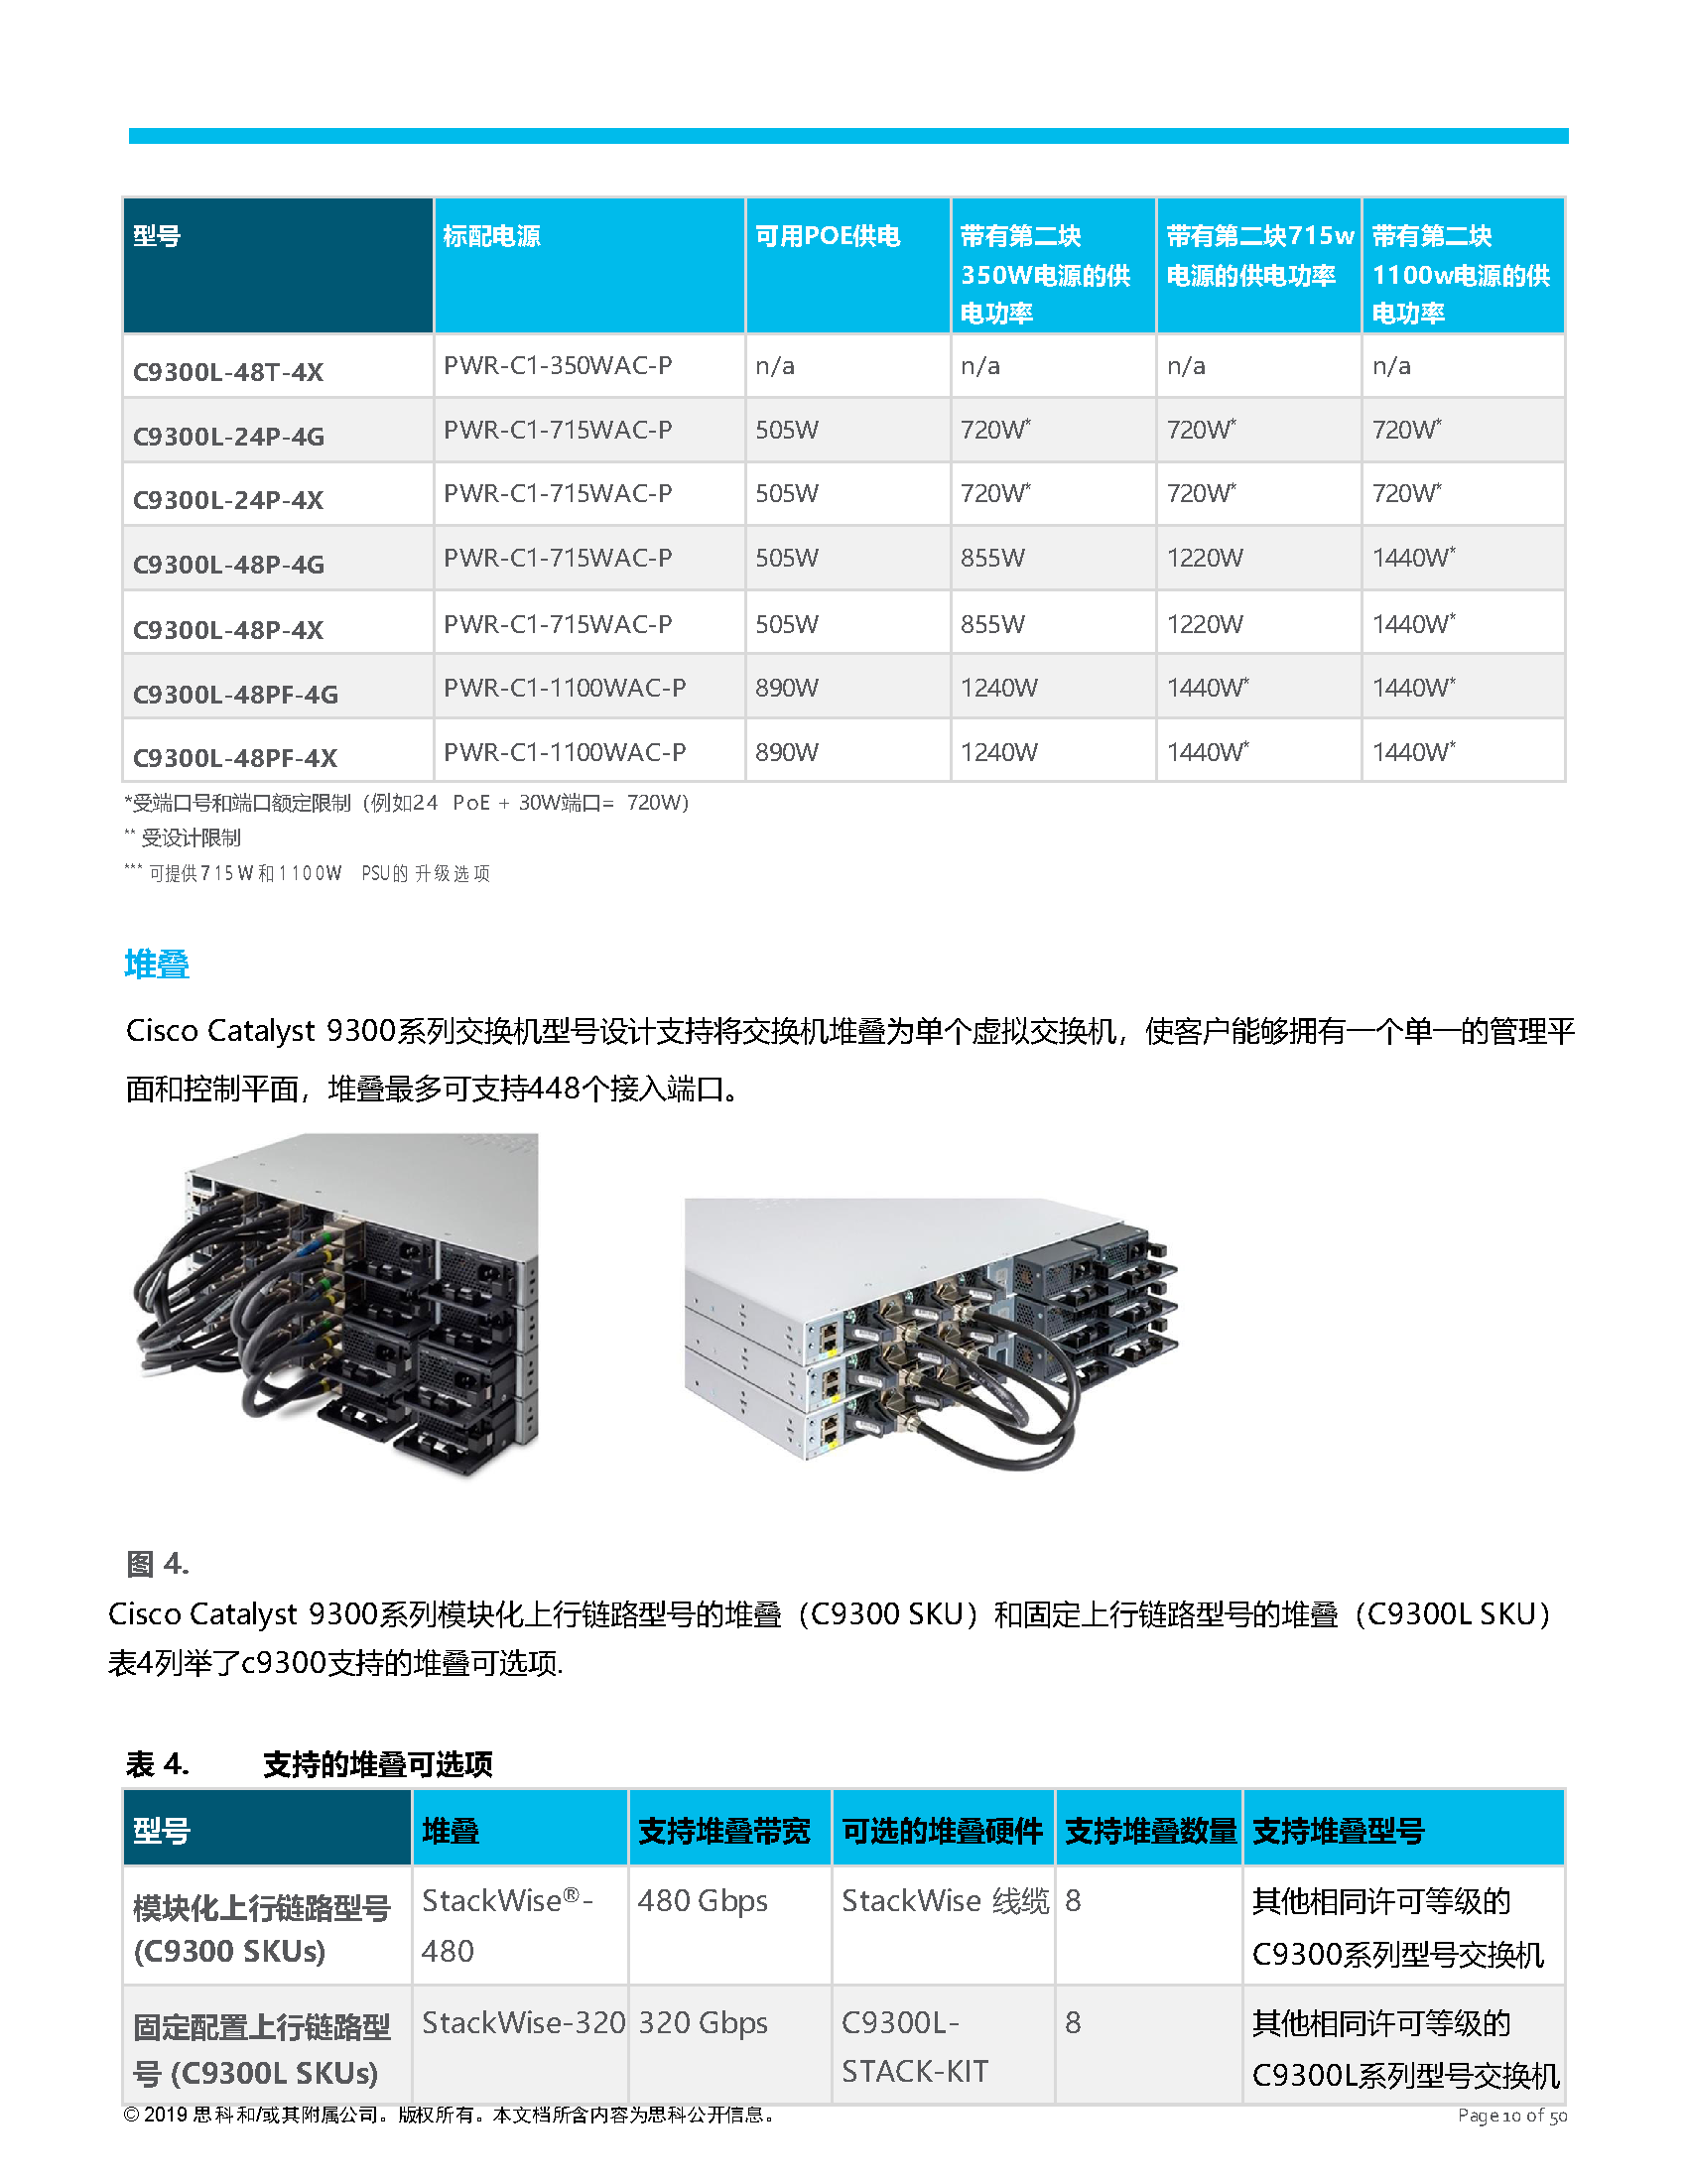 型号 标配电源 可用POE供电 带有第二块 带有第二块715w 带有第二块
350W电源的供 电源的供电功率 1100w电源的供
电功率 电功率
C9300L-48T-4X PWR-C1-350WAC-P n/a n/a n/a n/a
C9300L-24P-4G PWR-C1-715WAC-P 505W 720W* 720W* 720W*
C9300L-24P-4X PWR-C1-715WAC-P 505W 720W* 720W* 720W*
C9300L-48P-4G PWR-C1-715WAC-P 505W 855W 1220W 1440W*
C9300L-48P-4X PWR-C1-715WAC-P 505W 855W 1220W 1440W*
C9300L-48PF-4G PWR-C1-1100WAC-P 890W 1240W 1440W* 1440W*
C9300L-48PF-4X PWR-C1-1100WAC-P 890W 1240W 1440W* 1440W*
*受端口号和端口额定限制（例如24 PoE + 30W端口= 720W）
** 受设计限制
*** 可提供715W和1100W PSU的升级选项
堆叠
Cisco Catalyst 9300系列交换机型号设计支持将交换机堆叠为单个虚拟交换机，使客户能够拥有一个单一的管理平
面和控制平面，堆叠最多可支持448个接入端口。
图 4.
Cisco Catalyst 9300系列模块化上行链路型号的堆叠（C9300 SKU）和固定上行链路型号的堆叠（C9300L SKU）
表4列举了c9300支持的堆叠可选项.
表 4. 支持的堆叠可选项
型号 堆叠 支持堆叠带宽 可选的堆叠硬件 支持堆叠数量 支持堆叠型号
模块化上行链路型号 StackWise®- 480 Gbps StackWise 线缆 8 其他相同许可等级的
(C9300 SKUs) 480 C9300系列型号交换机
固定配置上行链路型 StackWise-320 320 Gbps C9300L- 8 其他相同许可等级的
号 (C9300L SKUs) STACK-KIT C9300L系列型号交换机
© 2019 思科和/或其附属公司。版权所有。本文档所含内容为思科公开信息。 Page 10 of 50